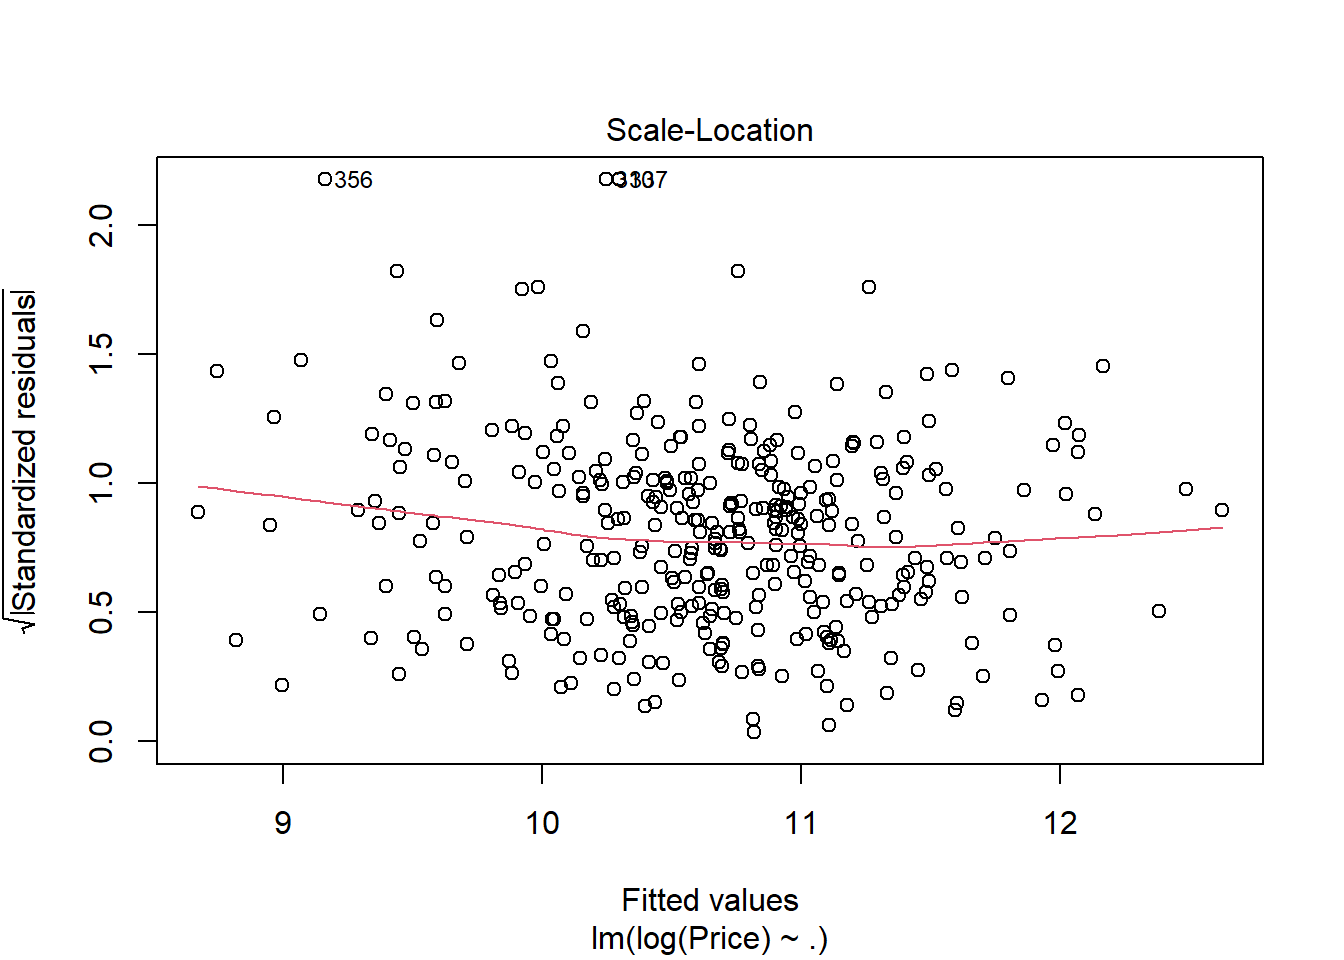 Scale-Location
356
√|Standardized residuals|
2.0
1.5
1.0
0.5
0.0
9 10 11 12
Fitted values
lm(log(Price) ~ .)